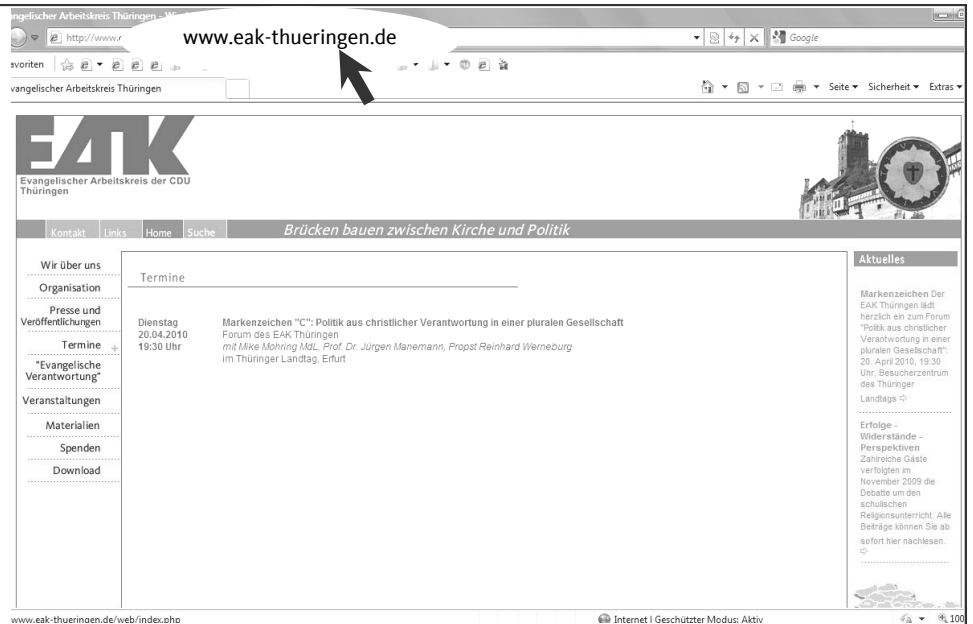 www.eak-thueringen.de
http://www.
Google
avoriten
vangelischer Arbeitskreis Thüringen
Seite Sicherheit Extras
EAK
Evangelischer Arbeitskreis der CDU
Thüringen
Kontakt Links Home Suche
Brücken bauen zwischen Kirche und Politik
Wir über uns
Organisation
Presse und
Veröffentlichungen
Termine
"Evangelische
Verantwortung"
Veranstaltungen
Materialien
Spenden
Download
Termine
Dienstag
20.04.2010
19:30 Uhr
Markenzeichen "C": Politik aus christlicher Verantwortung in einer pluralen Gesellschaft
Forum des EAK Thüringen
mit Mike Mohring MdL, Prof. Dr. Jürgen Manemann, Propst Reinhard Werneburg
im Thüringer Landtag, Erfurt
Aktuelles
Markenzeichen Der
EAK Thüringen lädt
herzlich ein zum Forum
"Politik aus christlicher
Verantwortung in einer
pluralen Gesellschaft":
20. April 2010, 19:30
Uhr, Besucherzentrum
des Thüringer
Landtags
Erfolge -
Widerstände -
Perspektiven
Zahlreiche Gäste
verfolgten im
November 2009 die
Debatte um den
schulischen
Religionsunterricht. Alle
Beiträge können Sie ab
sofort hier nachlesen.
www.eak-thueringen.de/web/index.php
Internet | Geschützter Modus: Aktiv
100